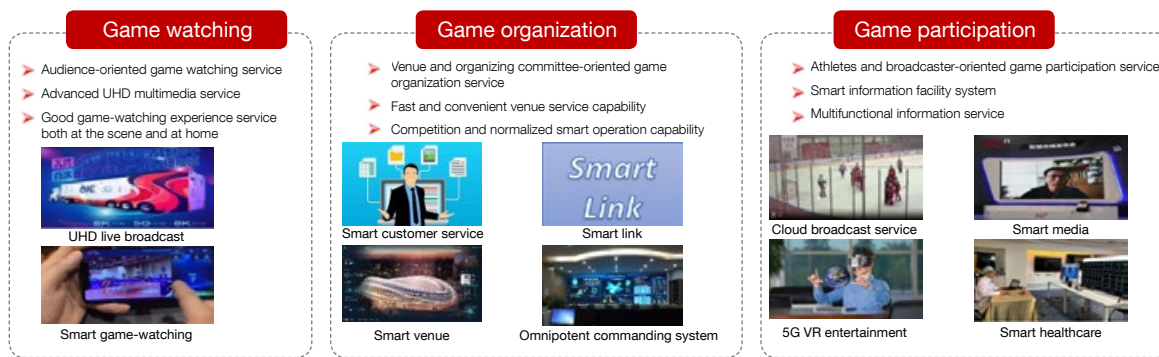 Game watching
Audience-oriented game watching service
Advanced UHD multimedia service
Good game-watching experience service
both at the scene and at home
8K
UHD live broadcast
Smart game-watching
Game organization
Venue and organizing committee-oriented game
organization service
Fast and convenient venue service capability
Competition and normalized smart operation capability
Smart customer service
Smart
Link
Smart link
Smart venue
Omnipotent commanding system
Game participation
Athletes and broadcaster-oriented game participation service
Smart information facility system
Multifunctional information service
Cloud broadcast service
Smart media
5G VR entertainment
Smart healthcare